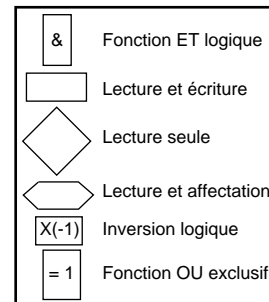 & Fonction ET logique
Lecture et écriture
Lecture seule
Lecture et affectation
X(-1) Inversion logique
= 1 Fonction OU exclusif